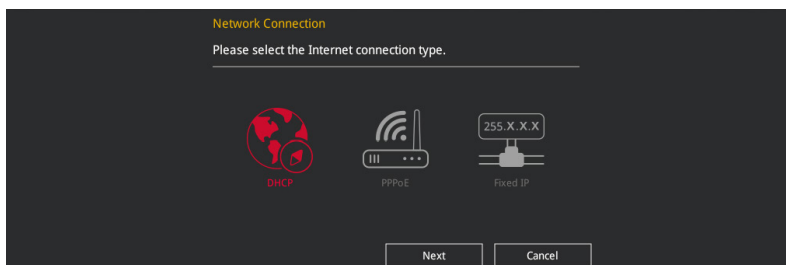 Network Connection
Please select the Internet connection type.
255.X.X.X
DHCP
PPPoE
Fixed IP
Next
Cancel